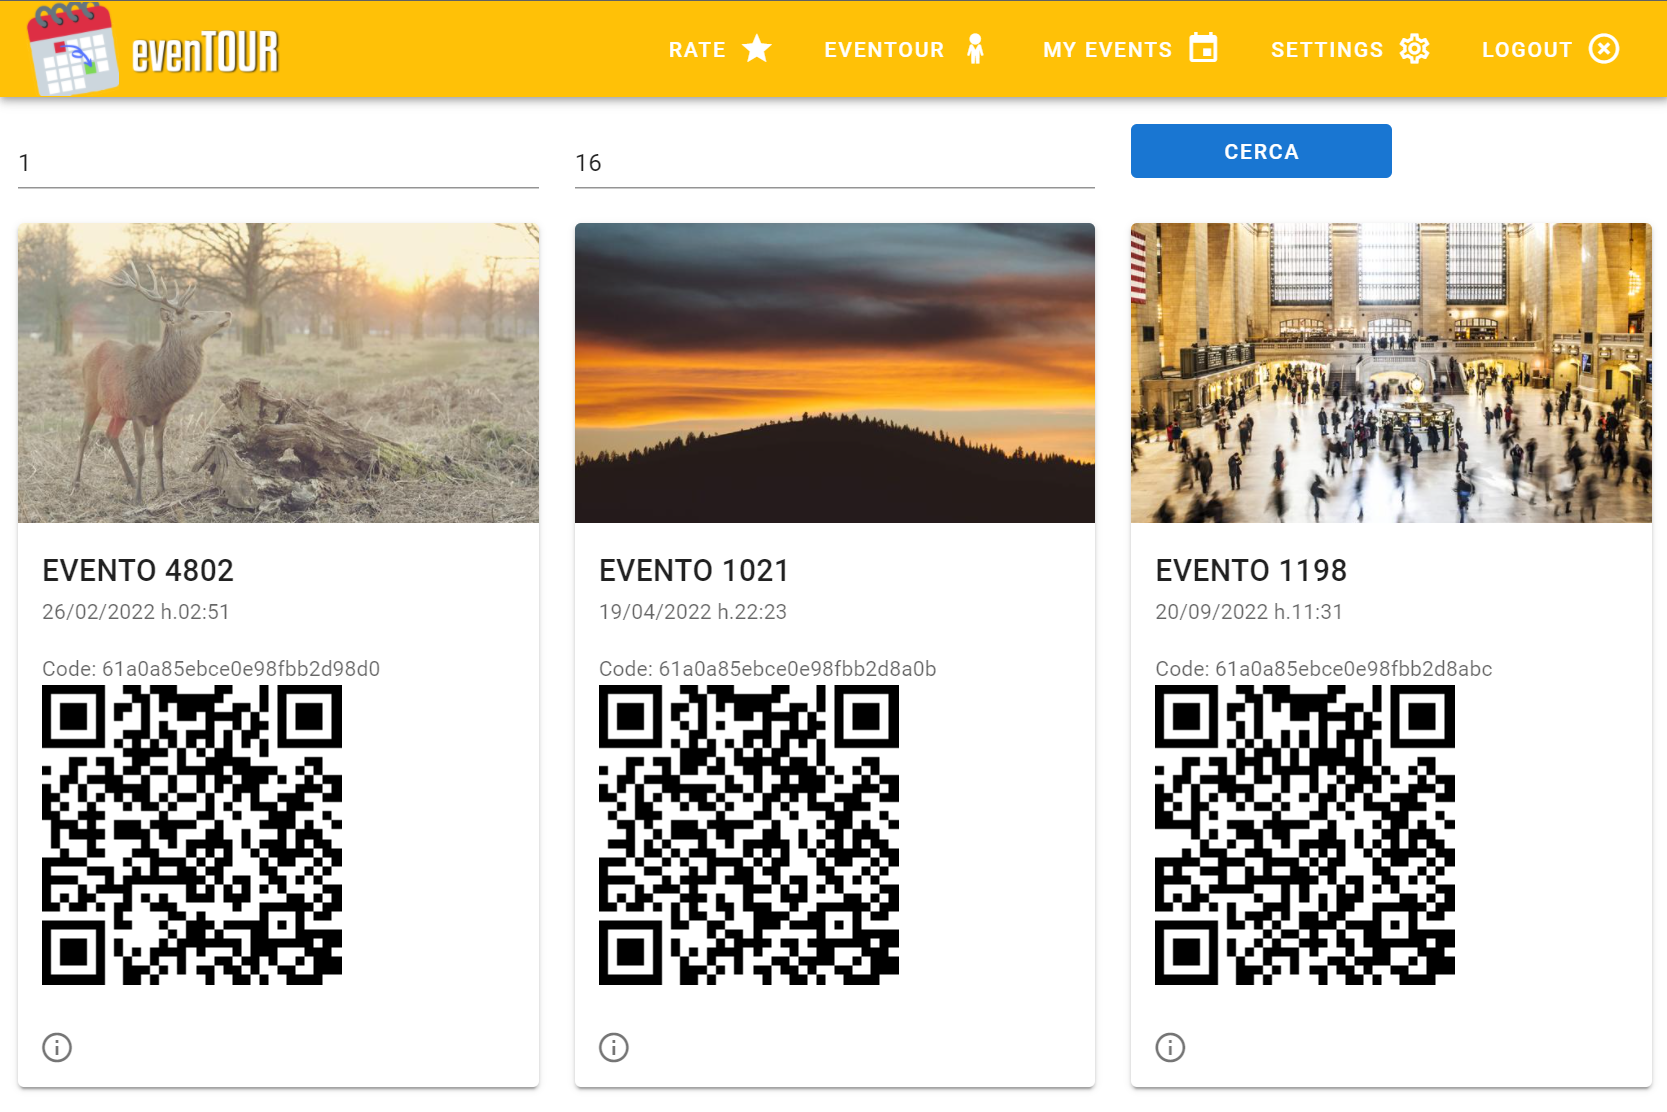 evenTOUR
RATE
EVENTOUR
MY EVENTS
SETTINGS
LOGOUT
1
16
CERCA
EVENTO 4802
26/02/2022 h.02:51
Code: 61a0a85ebce0e98fbb2d98d0
EVENTO 1021
19/04/2022 h.22:23
Code: 61a0a85ebce0e98fbb2d8a0b
EVENTO 1198
20/09/2022 h.11:31
Code: 61a0a85ebce0e98fbb2d8abc